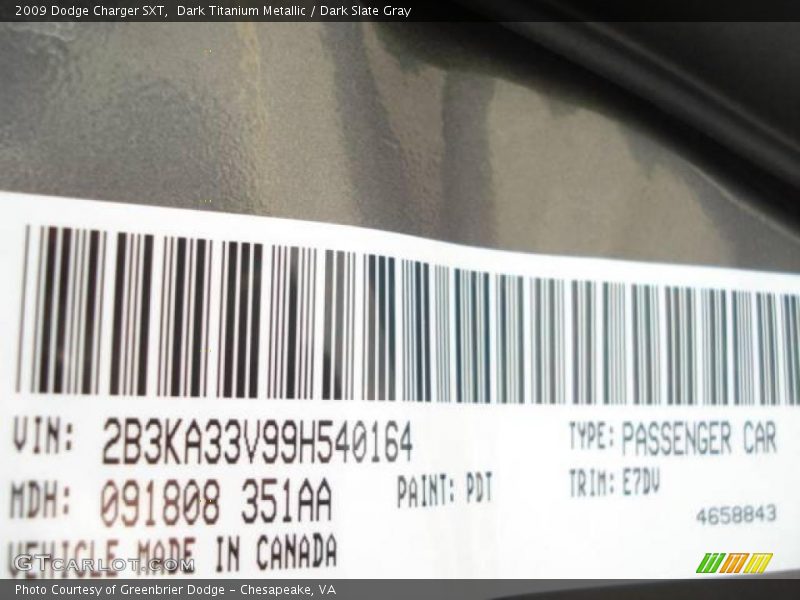 2009 Dodge Charger SXT,  Dark Titanium Metallic / Dark Slate Gray
VIN: 2B3KA33V99H540164 TYPE: PASSENGER CAR
MDH: 091808 351AA PAINT: PDT TRIM: E7DV
4658843
VEHICLE MADE IN CANADA
GTcarlot.com
Photo Courtesy of Greenbrier Dodge - Chesapeake, VA